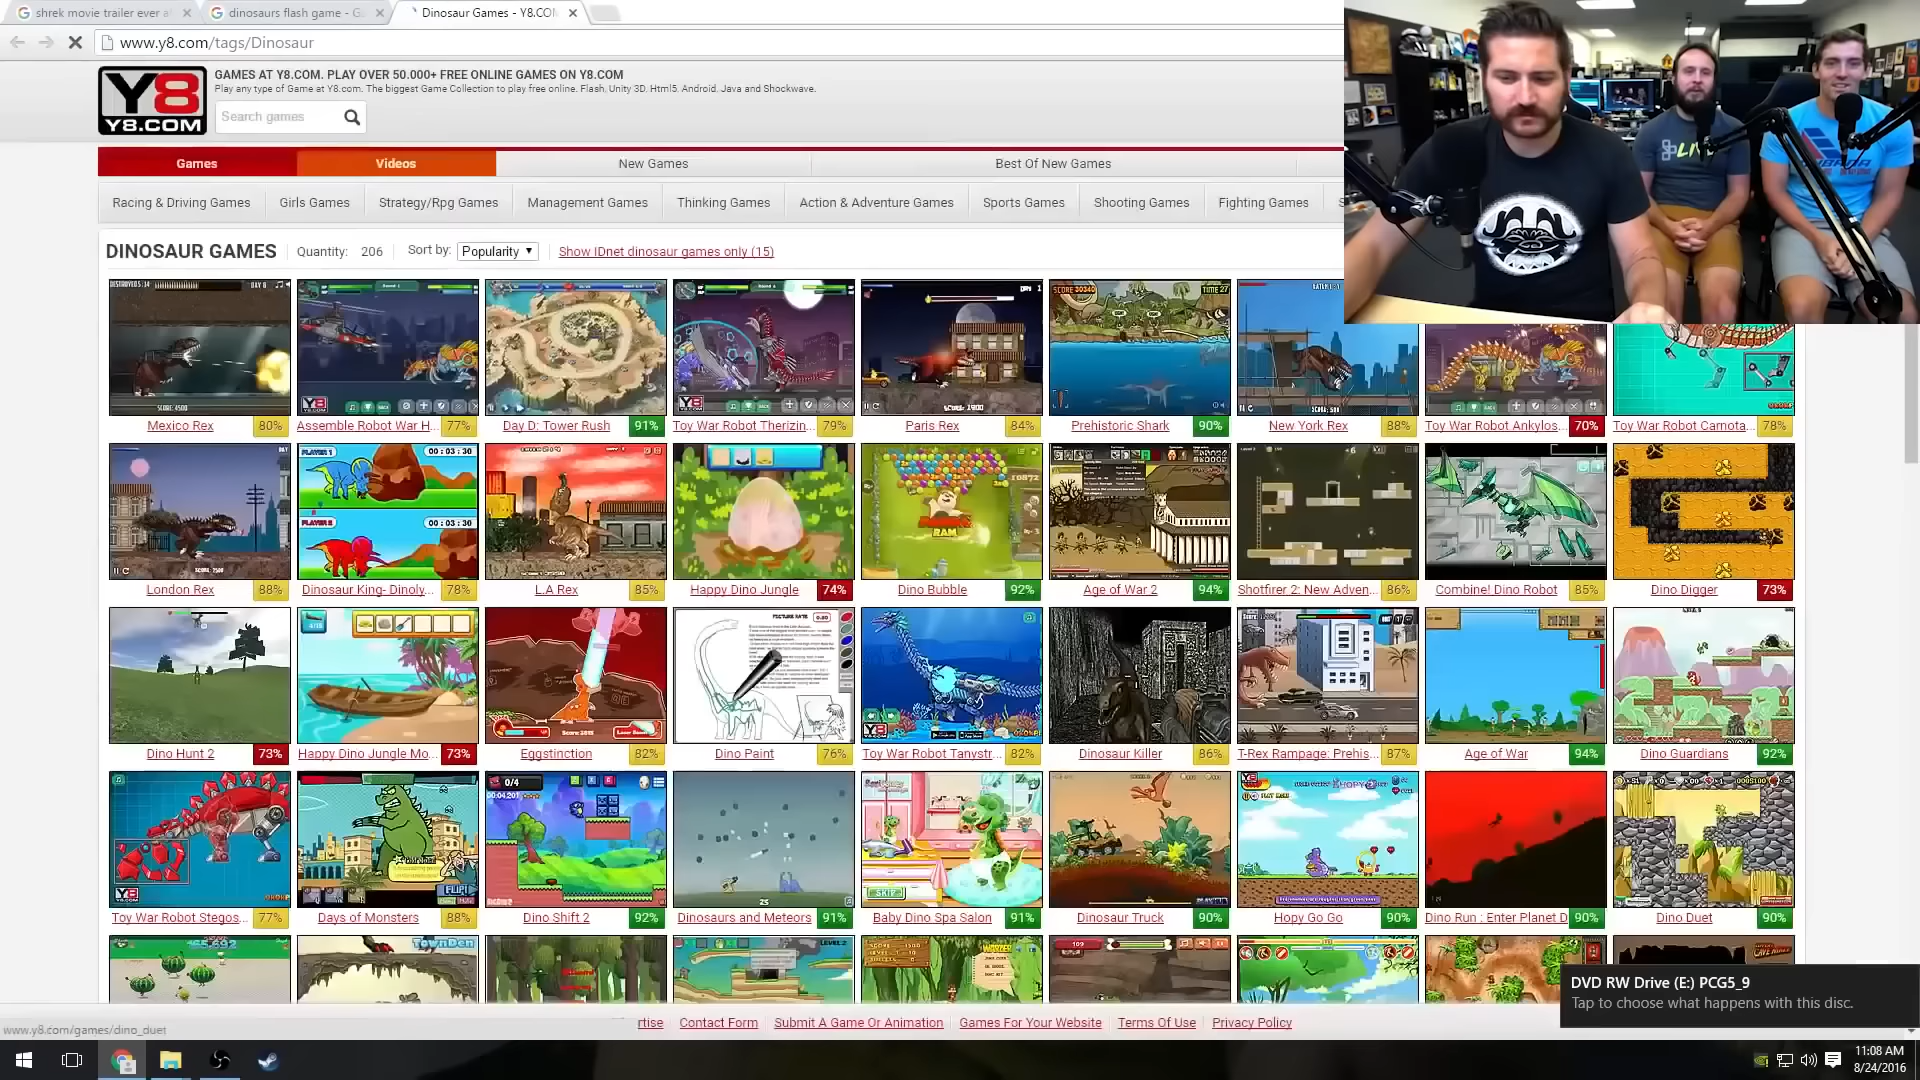 shrek movie trailer ever a
dinosaurs flash game - G
Dinosaur Games - Y8.CO
www.y8.com/tags/Dinosaur
Y8
Y8.COM
GAMES AT Y8.COM. PLAY OVER 50.000+ FREE ONLINE GAMES ON Y8.COM
Play any type of Game at Y8.com. The biggest Game Collection to play free online. Flash, Unity 3D, Html5, Android, Java and Shockwave.
Search games
Games Videos New Games Best Of New Games
Racing & Driving Games Girls Games Strategy/Rpg Games Management Games Thinking Games Action & Adventure Games Sports Games Shooting Games Fighting Games S
DINOSAUR GAMES Quantity: 206 Sort by: Popularity Show IDnet dinosaur games only (15)
Mexico Rex 80% Assemble Robot War H... 77% Day D: Tower Rush 91% Toy War Robot Therizin... 79% Paris Rex 84% Prehistoric Shark 90% New York Rex 88% Toy War Robot Ankylos... 70% Toy War Robot Carnota... 78%
London Rex 88% Dinosaur King- Dinoly... 78% L.A Rex 85% Happy Dino Jungle 74% Dino Bubble 92% Age of War 2 94% Shotfirer 2: New Adven... 86% Combine! Dino Robot 85% Dino Digger 73%
Dino Hunt 2 73% Happy Dino Jungle Mo... 73% Eggstinction 82% Dino Paint 76% Toy War Robot Tanystr... 82% Dinosaur Killer 86% T-Rex Rampage: Prehis... 87% Age of War 94% Dino Guardians 92%
Toy War Robot Stegos... 77% Days of Monsters 88% Dino Shift 2 92% Dinosaurs and Meteors 91% Baby Dino Spa Salon 91% Dinosaur Truck 90% Hopy Go Go 90% Dino Run : Enter Planet D 90% Dino Duet 90%
DVD RW Drive (E:) PCG5_9
Tap to choose what happens with this disc.
rtise Contact Form Submit A Game Or Animation Games For Your Website Terms Of Use Privacy Policy
www.y8.com/games/dino_duet
11:08 AM
8/24/2016